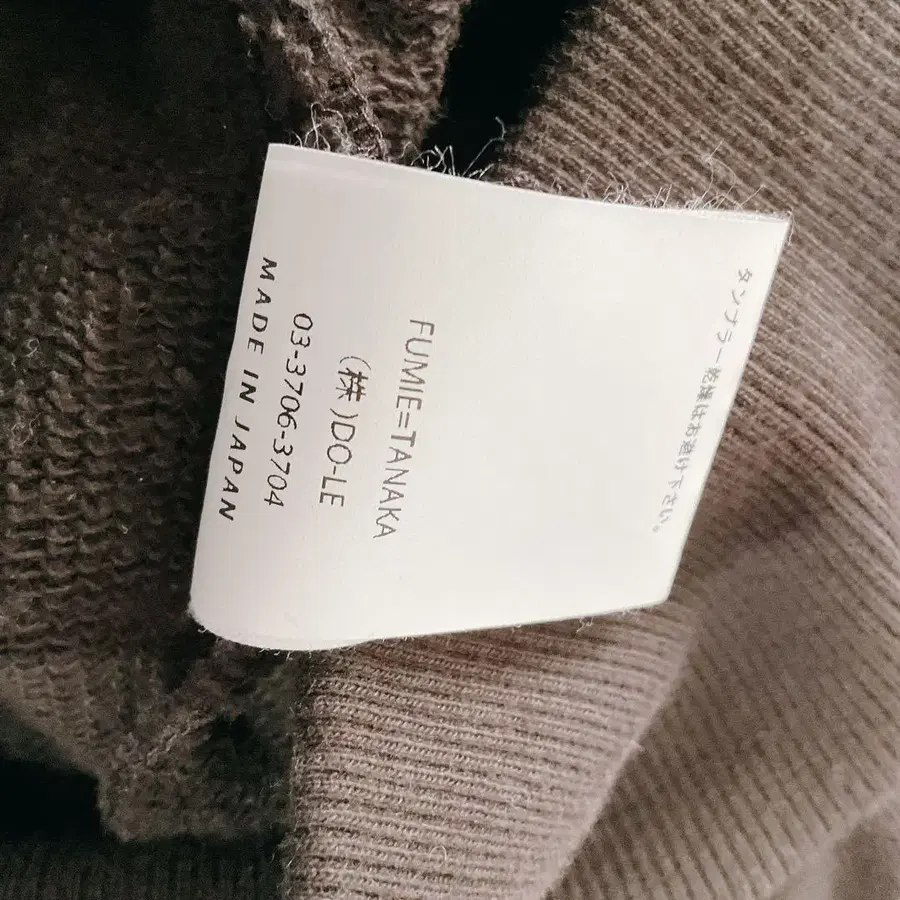 タンブラー乾燥はお避け下さい。
FUMIE=TANAKA
(株)DO-LE
03-3706-3704
MADE IN JAPAN